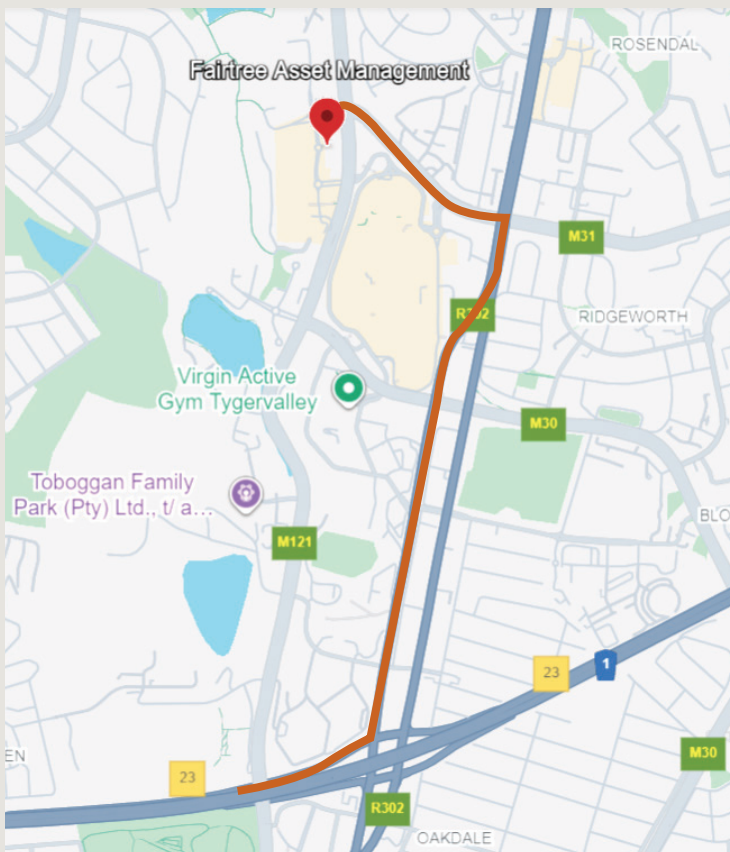 ROSENDAL
Fairtree Asset Management
M31
R302
RIDGEWORTH
Virgin Active
Gym Tygervalley
M30
Toboggan Family
Park (Pty) Ltd., t/ a...
BLO
M121
1
23
M30
EN
23
R302
OAKDALE